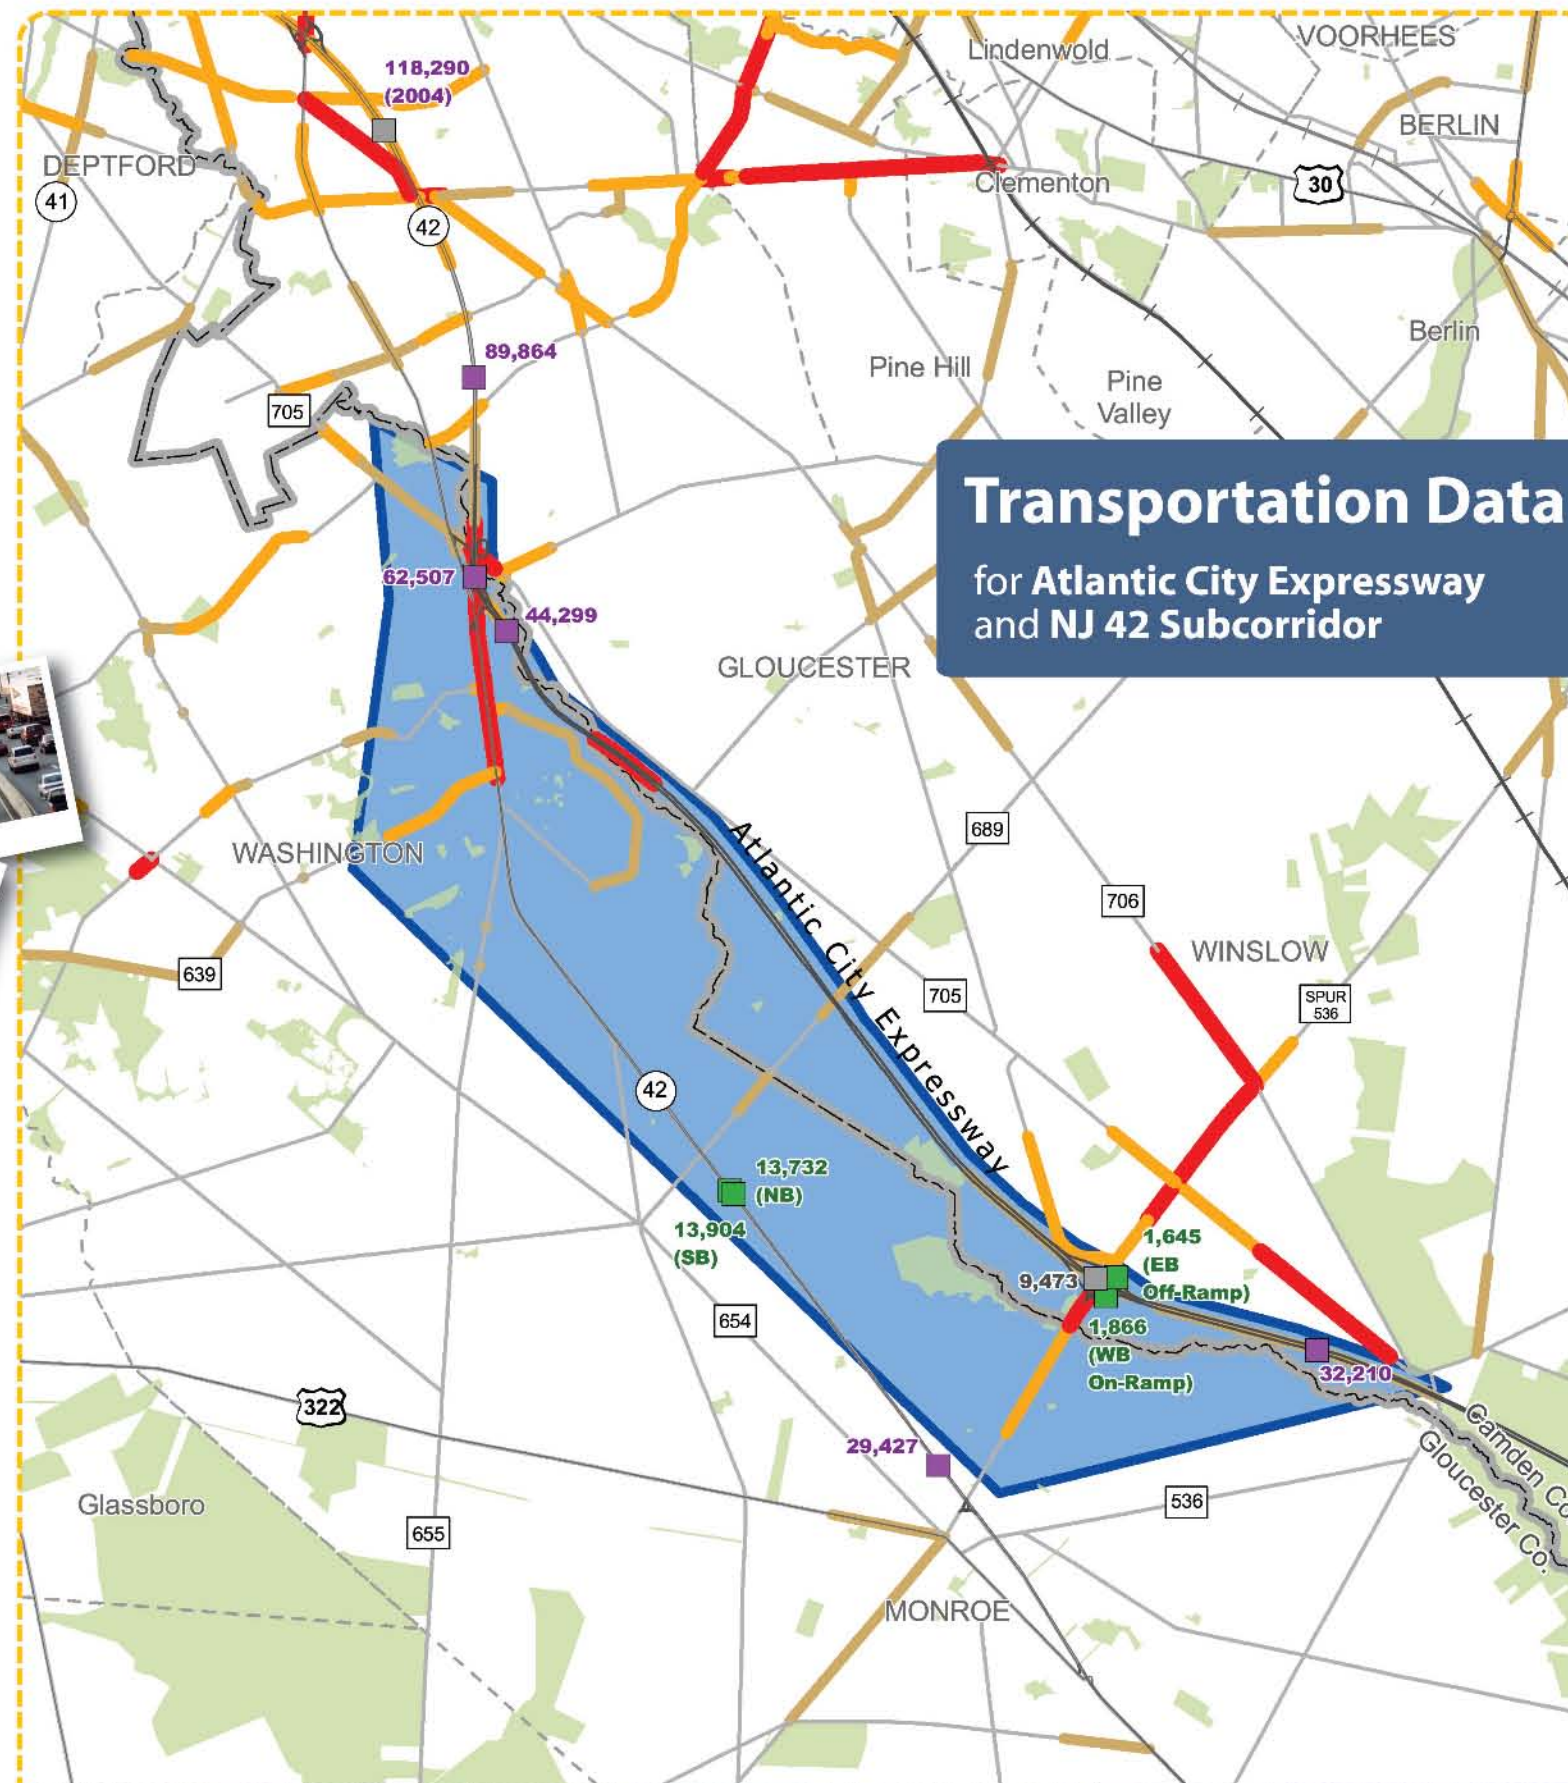 Lindenwold
VOORHEES
118,290
(2004)
BERLIN
DEPTFORD
Clementon
30
41
42
Berlin
89,864
Pine Hill
Pine
Valley
705
Transportation Data
for Atlantic City Expressway
and NJ 42 Subcorridor
62,507
44,299
GLOUCESTER
689
WASHINGTON
Atlantic City Expressway
706
WINSLOW
639
705
SPUR
536
42
13,732
(NB)
13,904
(SB)
1,645
(EB
Off-Ramp)
9,473
1,866
(WB
On-Ramp)
654
32,210
322
Camden Co
Gloucester Co.
29,427
Glassboro
536
655
MONROE